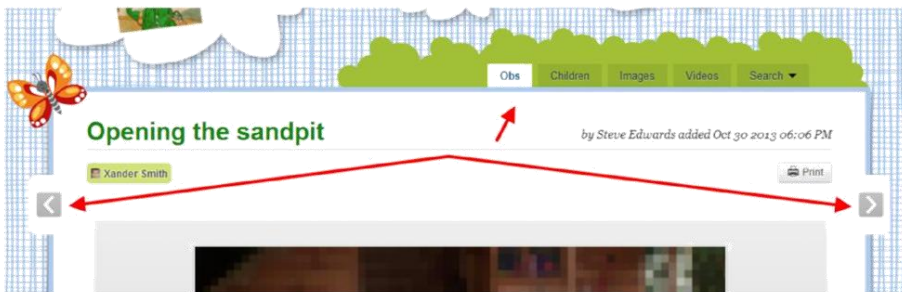 Obs Children Images Videos Search
Opening the sandpit
by Steve Edwards added Oct 30 2013 06:06 PM
Xander Smith
Print